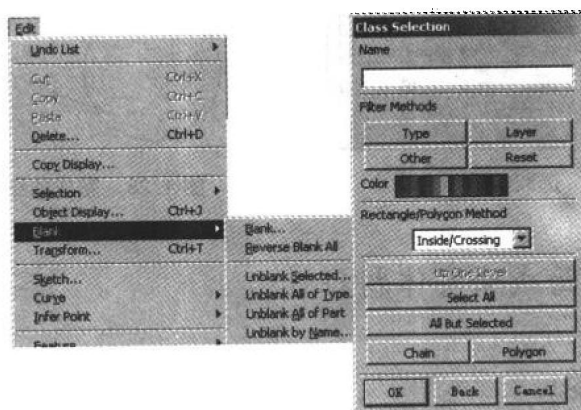 Edit
Undo List
Cut Ctrl+X
Copy Ctrl+C
Paste Ctrl+V
Delete... Ctrl+D
Copy Display...
Selection
Object Display... Ctrl+J
Blank
Transform... Ctrl+T
Sketch...
Curve
Infer Point
Feature
Blank...
Reverse Blank All
Unblank Selected...
Unblank All of Type...
Unblank All of Part
Unblank by Name...
Class Selection
Name
Filter Methods
Type Layer
Other Reset
Color
Rectangle/Polygon Method
Inside/Crossing
Up One Level
Select All
All But Selected
Chain Polygon
OK Back Cancel